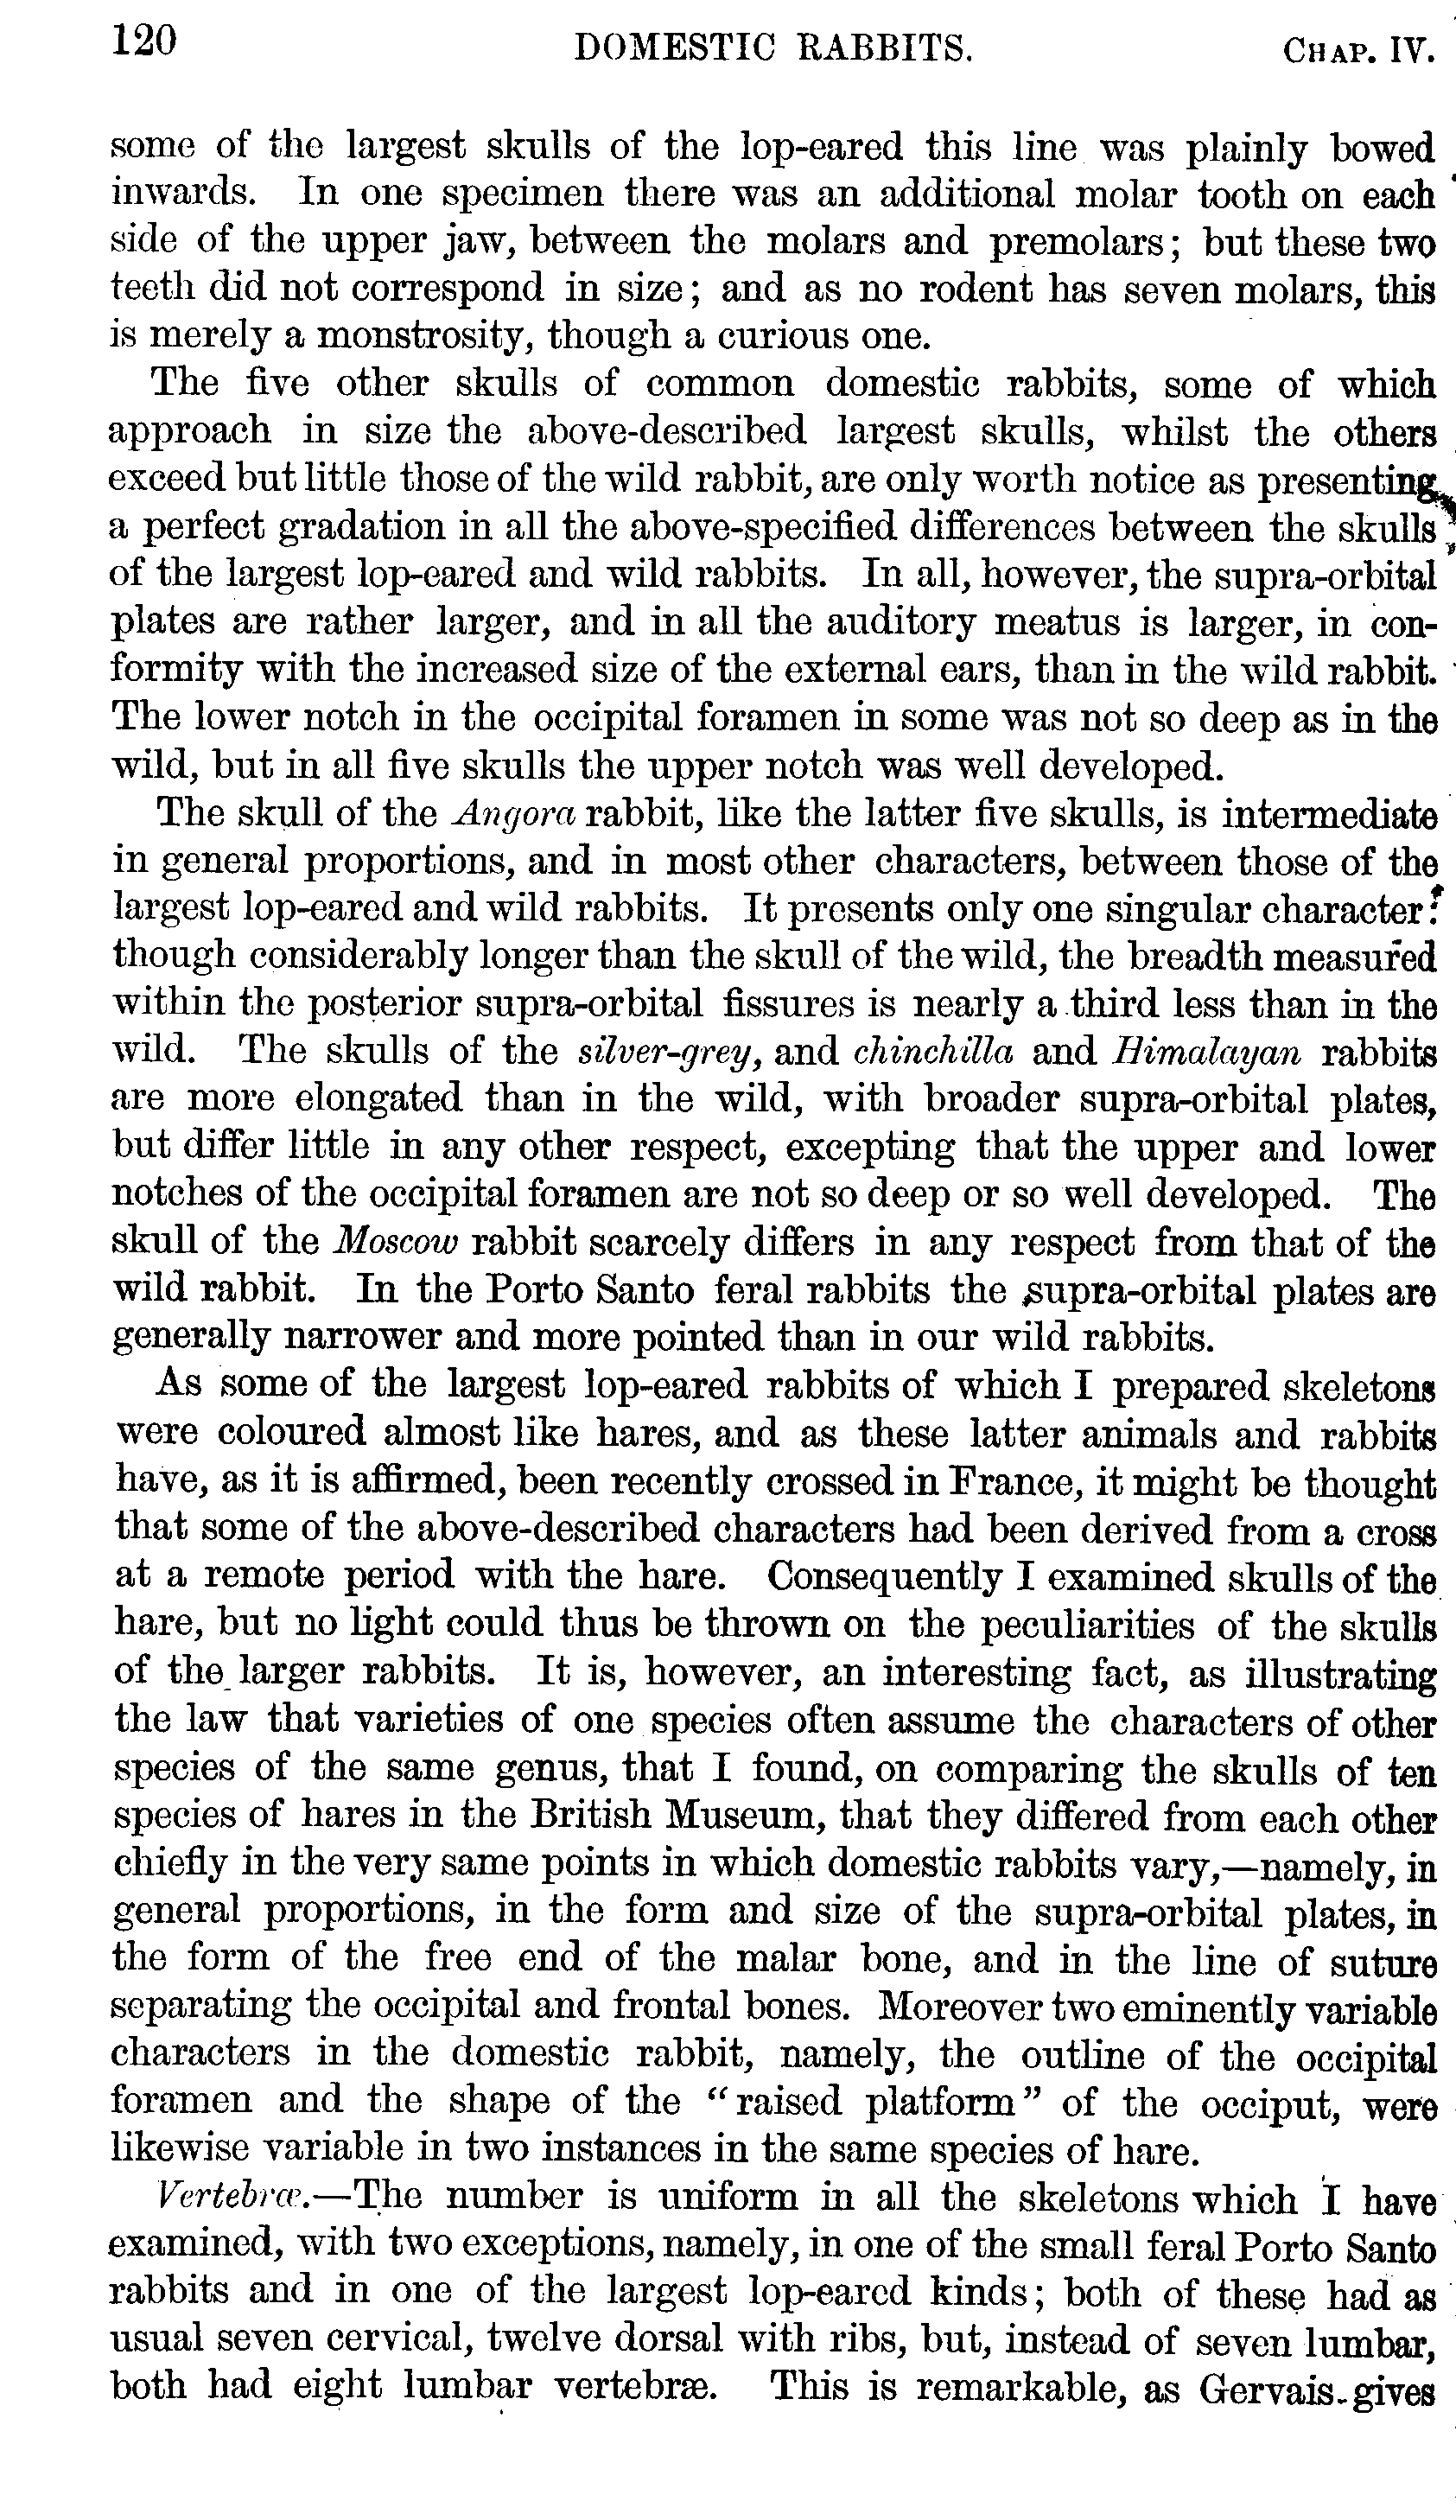 120 DOMESTIC RABBITS. CHAP. IV.
some of the largest skulls of the lop-eared this line was plainly bowed
inwards. In one specimen there was an additional molar tooth on each
side of the upper jaw, between the molars and premolars; but these two
teeth did not correspond in size; and as no rodent has seven molars, this
is merely a monstrosity, though a curious one.
The five other skulls of common domestic rabbits, some of which
approach in size the above-described largest skulls, whilst the others
exceed but little those of the wild rabbit, are only worth notice as presenting
a perfect gradation in all the above-specified differences between the skulls
of the largest lop-eared and wild rabbits. In all, however, the supra-orbital
plates are rather larger, and in all the auditory meatus is larger, in con-
formity with the increased size of the external ears, than in the wild rabbit.
The lower notch in the occipital foramen in some was not so deep as in the
wild, but in all five skulls the upper notch was well developed.
The skull of the Angora rabbit, like the latter five skulls, is intermediate
in general proportions, and in most other characters, between those of the
largest lop-eared and wild rabbits. It presents only one singular character:
though considerably longer than the skull of the wild, the breadth measured
within the posterior supra-orbital fissures is nearly a third less than in the
wild. The skulls of the silver-grey, and chinchilla and Himalayan rabbits
are more elongated than in the wild, with broader supra-orbital plates,
but differ little in any other respect, excepting that the upper and lower
notches of the occipital foramen are not so deep or so well developed. The
skull of the Moscow rabbit scarcely differs in any respect from that of the
wild rabbit. In the Porto Santo feral rabbits the supra-orbital plates are
generally narrower and more pointed than in our wild rabbits.
As some of the largest lop-eared rabbits of which I prepared skeletons
were coloured almost like hares, and as these latter animals and rabbits
have, as it is affirmed, been recently crossed in France, it might be thought
that some of the above-described characters had been derived from a cross
at a remote period with the hare. Consequently I examined skulls of the
hare, but no light could thus be thrown on the peculiarities of the skulls
of the larger rabbits. It is, however, an interesting fact, as illustrating
the law that varieties of one species often assume the characters of other
species of the same genus, that I found, on comparing the skulls of ten
species of hares in the British Museum, that they differed from each other
chiefly in the very same points in which domestic rabbits vary,—namely, in
general proportions, in the form and size of the supra-orbital plates, in
the form of the free end of the malar bone, and in the line of suture
separating the occipital and frontal bones. Moreover two eminently variable
characters in the domestic rabbit, namely, the outline of the occipital
foramen and the shape of the “raised platform” of the occiput, were
likewise variable in two instances in the same species of hare.
Vertebræ.—The number is uniform in all the skeletons which I have
examined, with two exceptions, namely, in one of the small feral Porto Santo
rabbits and in one of the largest lop-eared kinds; both of these had as
usual seven cervical, twelve dorsal with ribs, but, instead of seven lumbar,
both had eight lumbar vertebræ. This is remarkable, as Gervais gives